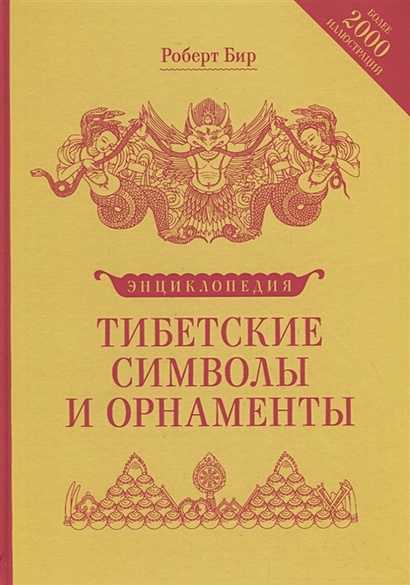 Роберт Бир
БОЛЕЕ
2000
ИЛЛЮСТРАЦИЙ
ЭНЦИКЛОПЕДИЯ
ТИБЕТСКИЕ
СИМВОЛЫ
И ОРНАМЕНТЫ